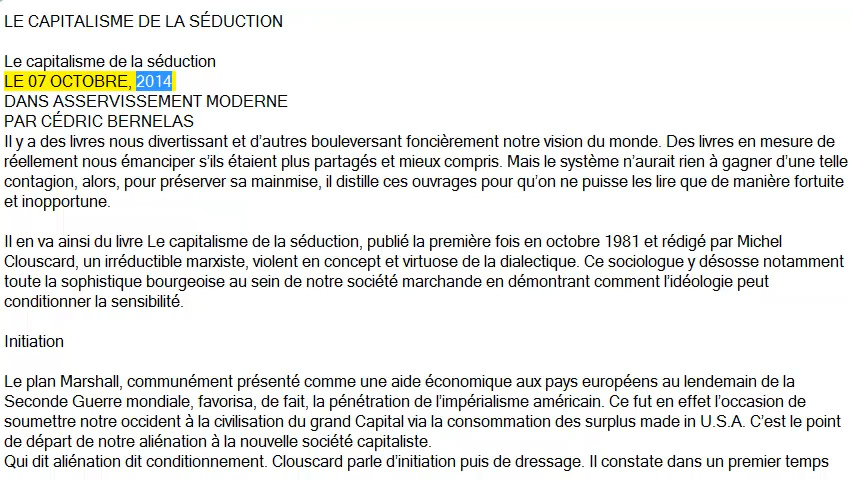 LE CAPITALISME DE LA SÉDUCTION
Le capitalisme de la séduction
LE 07 OCTOBRE, 2014
DANS ASSERVISSEMENT MODERNE
PAR CÉDRIC BERNELAS
Il y a des livres nous divertissant et d’autres bouleversant foncièrement notre vision du monde. Des livres en mesure de
réellement nous émanciper s’ils étaient plus partagés et mieux compris. Mais le système n’aurait rien à gagner d’une telle
contagion, alors, pour préserver sa mainmise, il distille ces ouvrages pour qu’on ne puisse les lire que de manière fortuite
et inopportune.
Il en va ainsi du livre Le capitalisme de la séduction, publié la première fois en octobre 1981 et rédigé par Michel
Clouscard, un irréductible marxiste, violent en concept et virtuose de la dialectique. Ce sociologue y désosse notamment
toute la sophistique bourgeoise au sein de notre société marchande en démontrant comment l’idéologie peut
conditionner la sensibilité.
Initiation
Le plan Marshall, communément présenté comme une aide économique aux pays européens au lendemain de la
Seconde Guerre mondiale, favorisa, de fait, la pénétration de l’impérialisme américain. Ce fut en effet l’occasion de
soumettre notre occident à la civilisation du grand Capital via la consommation des surplus made in U.S.A. C’est le point
de départ de notre aliénation à la nouvelle société capitaliste.
Qui dit aliénation dit conditionnement. Clouscard parle d’initiation puis de dressage. Il constate dans un premier temps